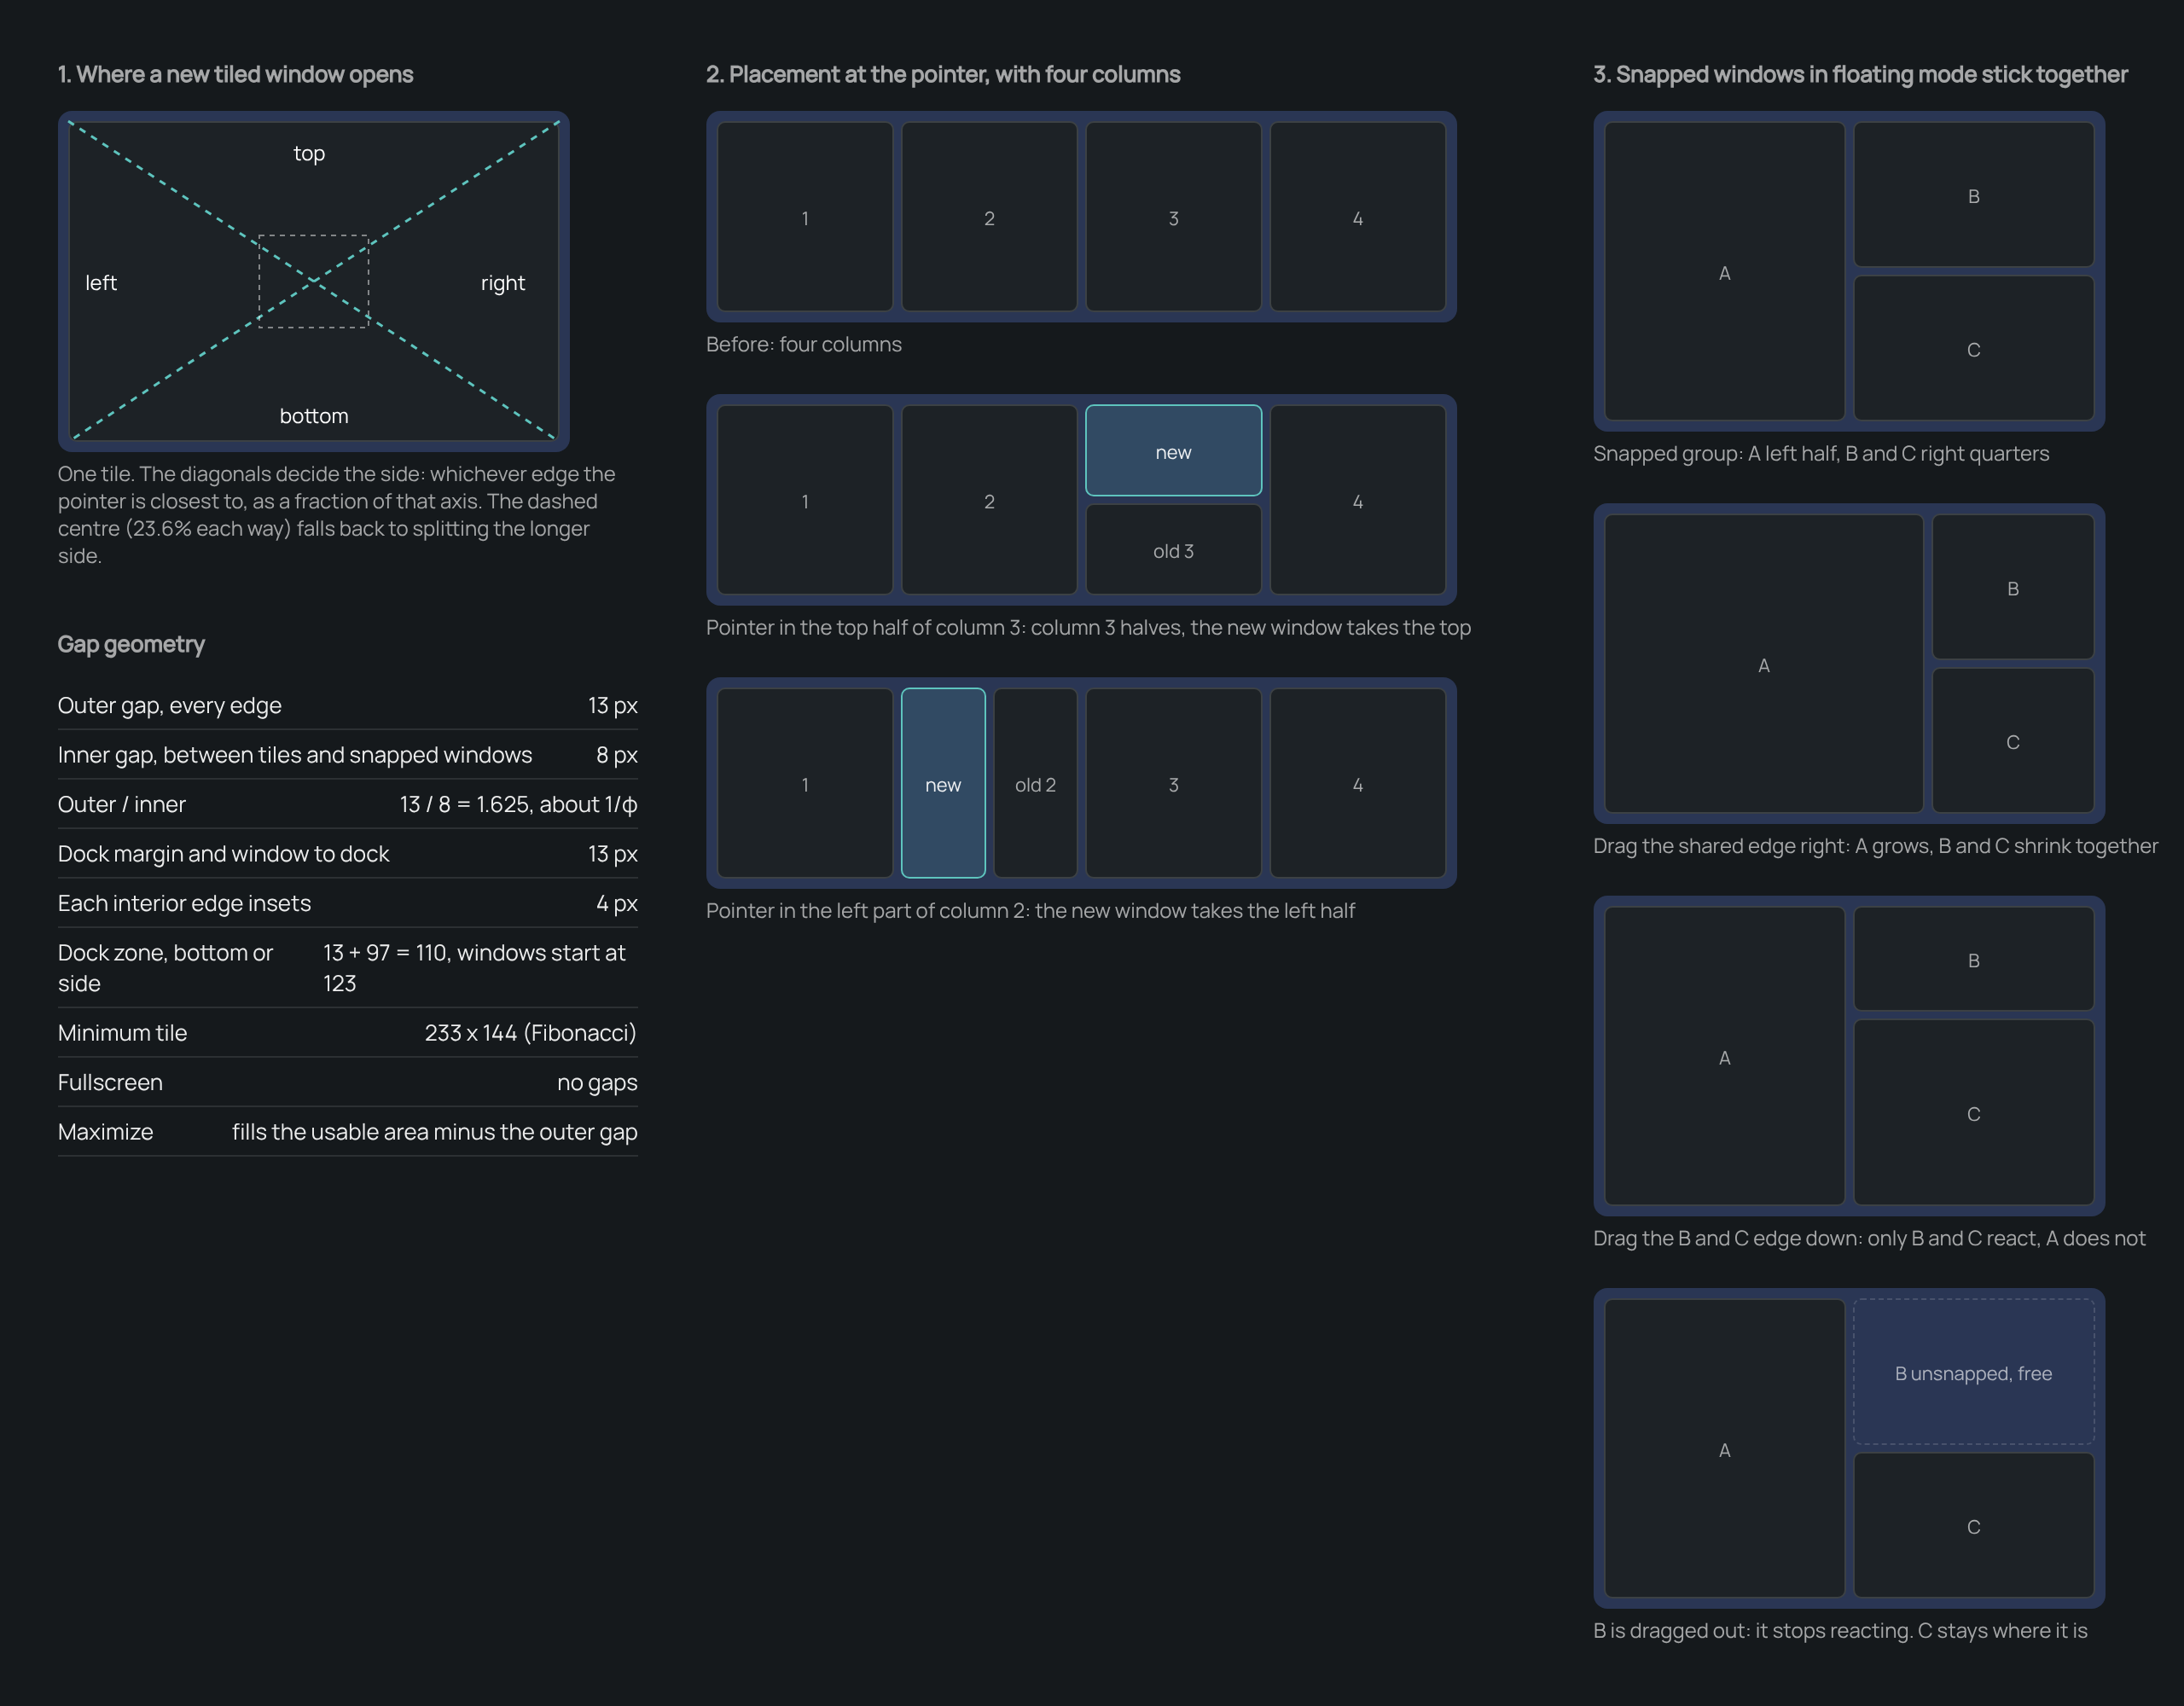 1. Where a new tiled window opens
top
left
right
bottom
One tile. The diagonals decide the side: whichever edge the
pointer is closest to, as a fraction of that axis. The dashed
centre (23.6% each way) falls back to splitting the longer
side.
Gap geometry
Outer gap, every edge 13 px
Inner gap, between tiles and snapped windows 8 px
Outer / inner 13 / 8 = 1.625, about 1/φ
Dock margin and window to dock 13 px
Each interior edge insets 4 px
Dock zone, bottom or
side
13 + 97 = 110, windows start at
123
Minimum tile 233 x 144 (Fibonacci)
Fullscreen no gaps
Maximize fills the usable area minus the outer gap
2. Placement at the pointer, with four columns
1 2 3 4
Before: four columns
new
1 2 4
old 3
Pointer in the top half of column 3: column 3 halves, the new window takes the top
1 new old 2 3 4
Pointer in the left part of column 2: the new window takes the left half
3. Snapped windows in floating mode stick together
B
A
C
Snapped group: A left half, B and C right quarters
B
A
C
Drag the shared edge right: A grows, B and C shrink together
B
A
C
Drag the B and C edge down: only B and C react, A does not
B unsnapped, free
A
C
B is dragged out: it stops reacting. C stays where it is